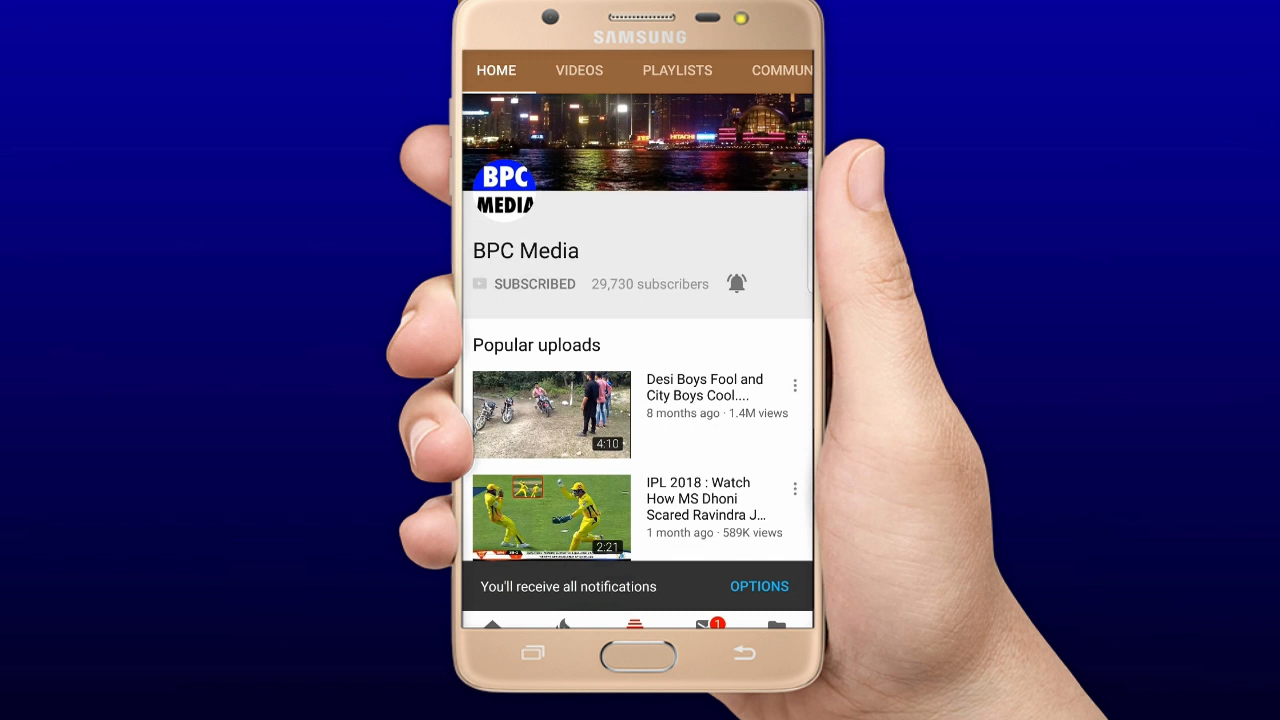 SAMSUNG
HOME VIDEOS PLAYLISTS COMMUN
HITACHI
BPC
MEDIA
BPC Media
SUBSCRIBED 29,730 subscribers
Popular uploads
Desi Boys Fool and
City Boys Cool....
8 months ago · 1.4M views
4:10
IPL 2018 : Watch
How MS Dhoni
Scared Ravindra J...
1 month ago · 589K views
2:21
You'll receive all notifications OPTIONS
1